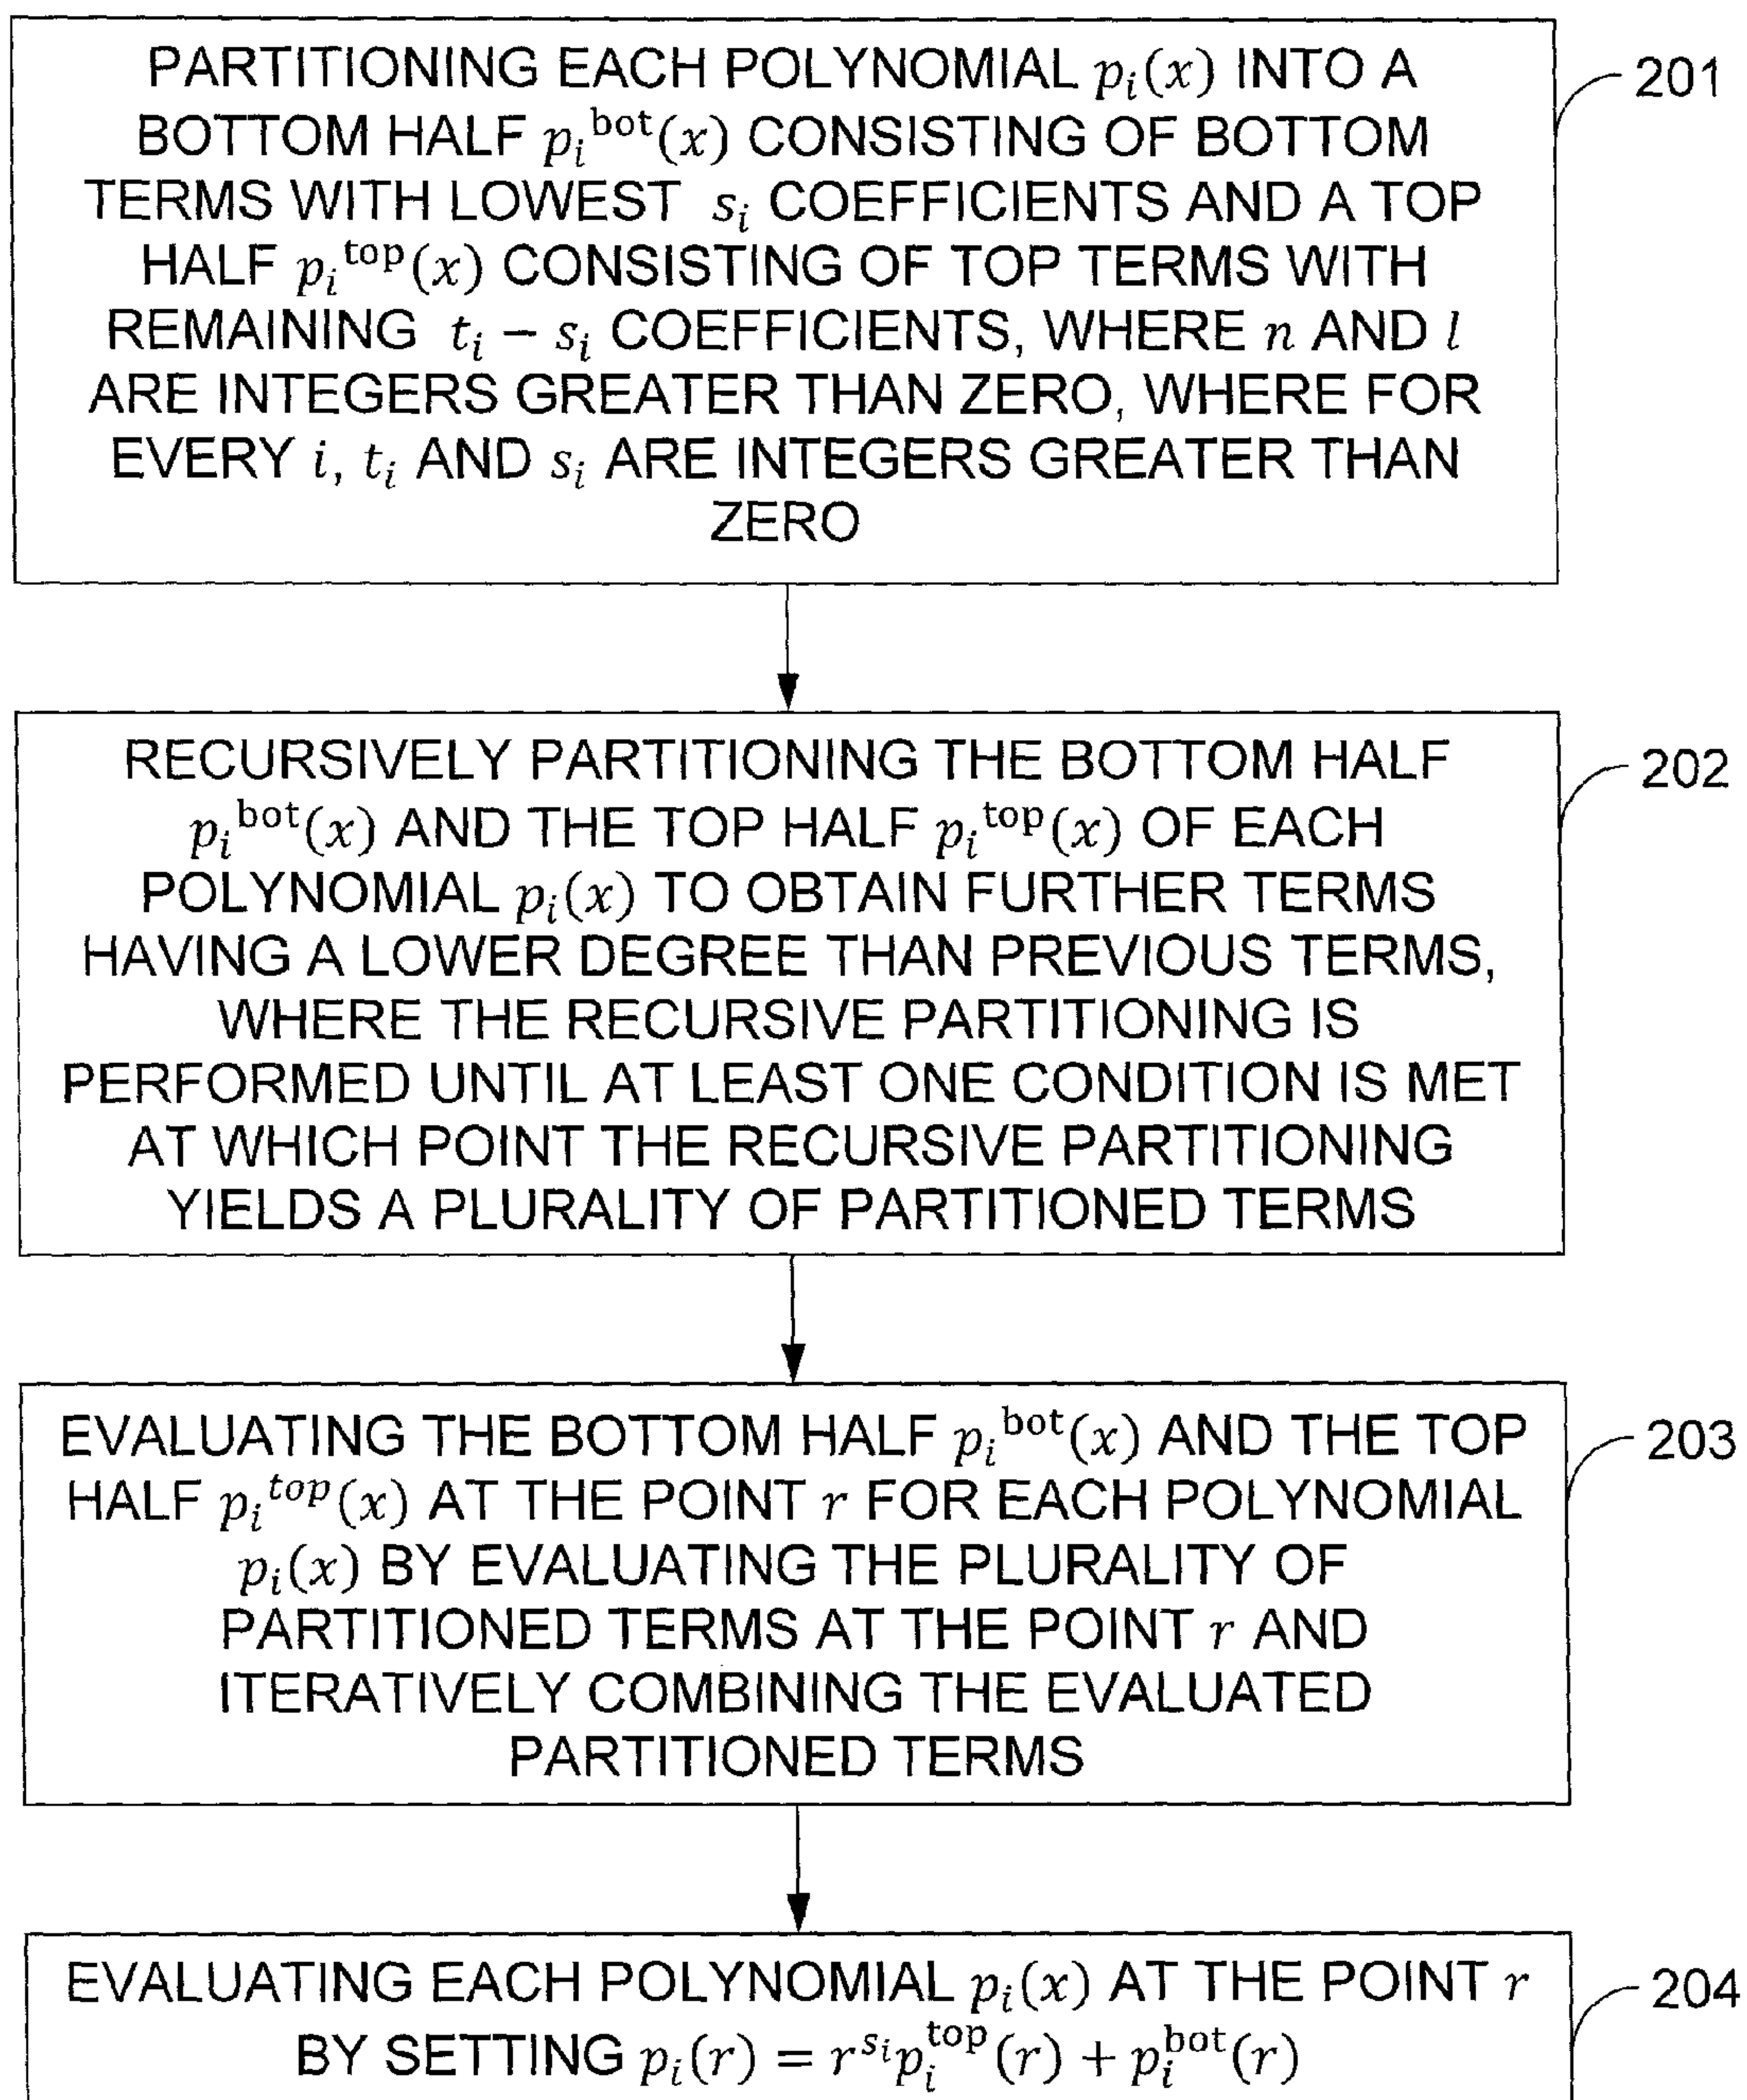 PARTITIONING EACH POLYNOMIAL pᵢ(x) INTO A
BOTTOM HALF pᵢᵇᵒᵗ(x) CONSISTING OF BOTTOM
TERMS WITH LOWEST sᵢ COEFFICIENTS AND A TOP
HALF pᵢᵗᵒᵖ(x) CONSISTING OF TOP TERMS WITH
REMAINING tᵢ − sᵢ COEFFICIENTS, WHERE n AND l
ARE INTEGERS GREATER THAN ZERO, WHERE FOR
EVERY i, tᵢ AND sᵢ ARE INTEGERS GREATER THAN
ZERO
201
RECURSIVELY PARTITIONING THE BOTTOM HALF
pᵢᵇᵒᵗ(x) AND THE TOP HALF pᵢᵗᵒᵖ(x) OF EACH
POLYNOMIAL pᵢ(x) TO OBTAIN FURTHER TERMS
HAVING A LOWER DEGREE THAN PREVIOUS TERMS,
WHERE THE RECURSIVE PARTITIONING IS
PERFORMED UNTIL AT LEAST ONE CONDITION IS MET
AT WHICH POINT THE RECURSIVE PARTITIONING
YIELDS A PLURALITY OF PARTITIONED TERMS
202
EVALUATING THE BOTTOM HALF pᵢᵇᵒᵗ(x) AND THE TOP
HALF pᵢᵗᵒᵖ(x) AT THE POINT r FOR EACH POLYNOMIAL
pᵢ(x) BY EVALUATING THE PLURALITY OF
PARTITIONED TERMS AT THE POINT r AND
ITERATIVELY COMBINING THE EVALUATED
PARTITIONED TERMS
203
EVALUATING EACH POLYNOMIAL pᵢ(x) AT THE POINT r
BY SETTING pᵢ(r) = rˢⁱpᵢᵗᵒᵖ(r) + pᵢᵇᵒᵗ(r)
204